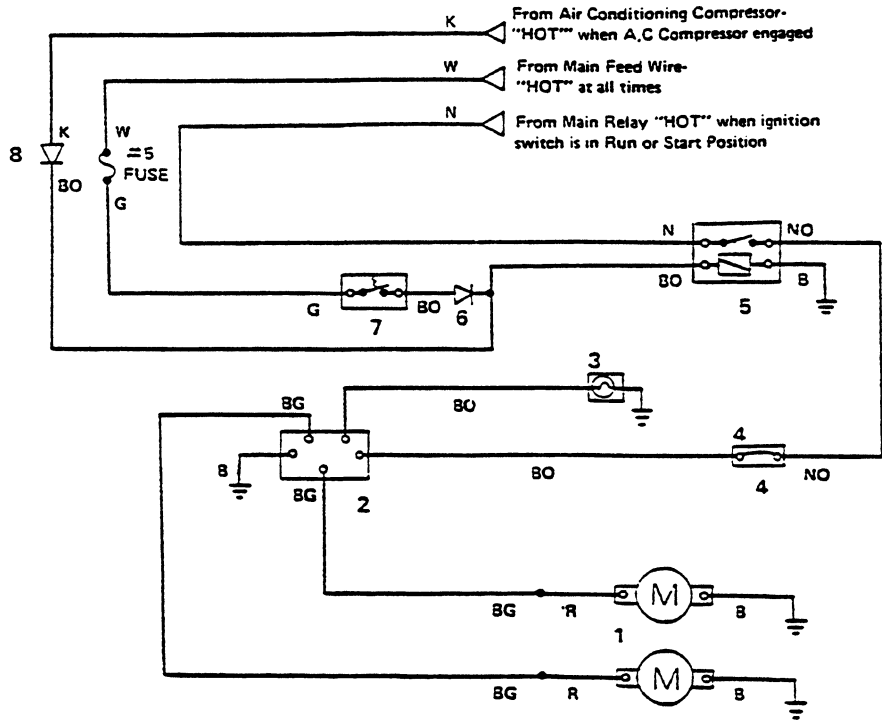 K
From Air Conditioning Compressor-
"HOT"' when A,C Compressor engaged
W
From Main Feed Wire-
"HOT" at all times
N
From Main Relay "HOT" when ignition
switch is in Run or Start Position
8
K
BO
W
=5
FUSE
G
N
NO
BO
B
5
G
7
BO
6
3
BO
BG
B
BG
2
BO
4
4
NO
BG
R
1
M
B
BG
R
M
B